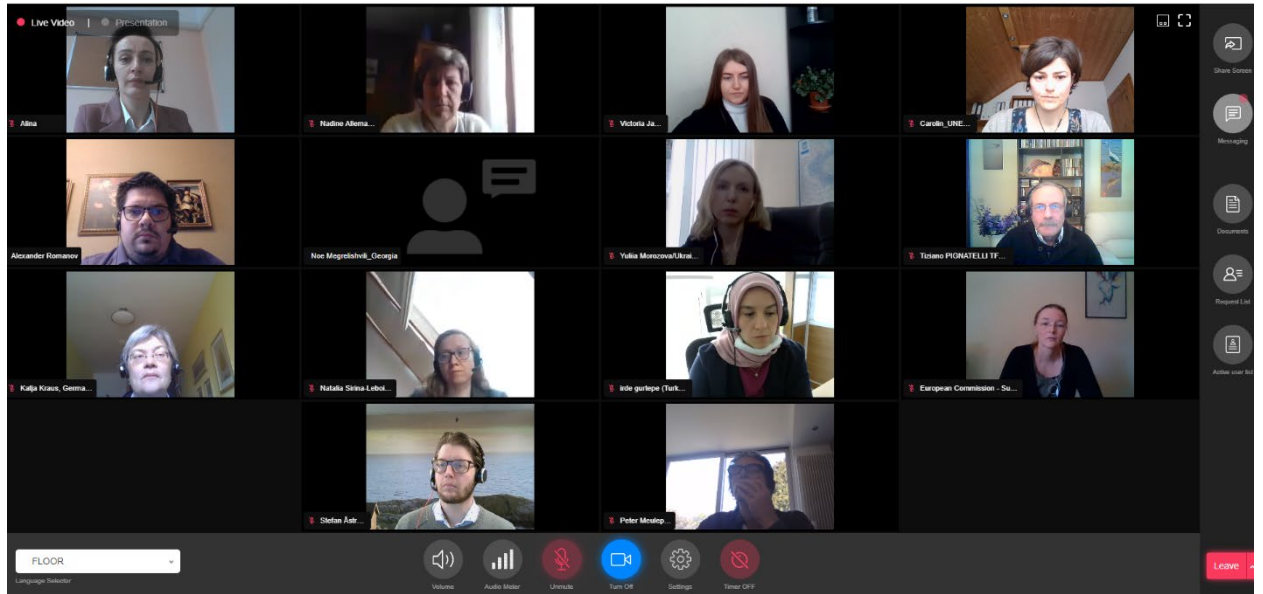 Live Video | Presentation
Share Screen
Alina
Nadine Allema...
Victoria Ja...
Carolin_UNE...
Messaging
Alexander Romanov
Noe Megrelishvili_Georgia
Yuliia Morozova/Ukrai...
Tiziano PIGNATELLI TF...
Documents
Request List
Katja Kraus, Germa...
Natalia Sirina-Leboi...
irde gurtepe (Turk...
European Commission - Su...
Active user list
Stefan Åstr...
Peter Meulep...
FLOOR
Language Selector
Volume
Audio Meter
Unmute
Turn Off
Settings
Timer OFF
Leave